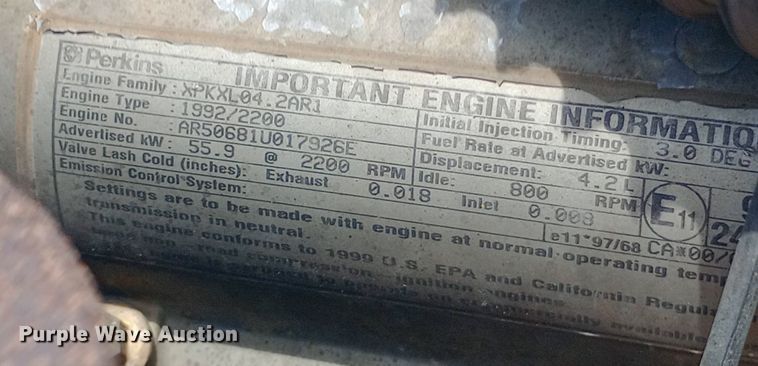 Perkins IMPORTANT ENGINE INFORMATIO
Engine Family: XPKXL04.2AR1
Engine Type : 1992/2200
Engine No.: AR50681U017926E
Advertised kW: 55.9 @ 2200 RPM
Valve Lash Cold (inches): Exhaust 0.018 Inlet 0.008
Emission Control System:
Initial Injection Timing: 3.0 DEG
Fuel Rate at Advertised kW:
Displacement: 4.2 L
Idle: 800 RPM
E11
24
e11*97/68 CA*00/
Settings are to be made with engine at normal operating temp
transmission in neutral.
This engine conforms to 1999 U.S. EPA and California Regula
compression ignition engines.
commercially available
Purple Wave Auction